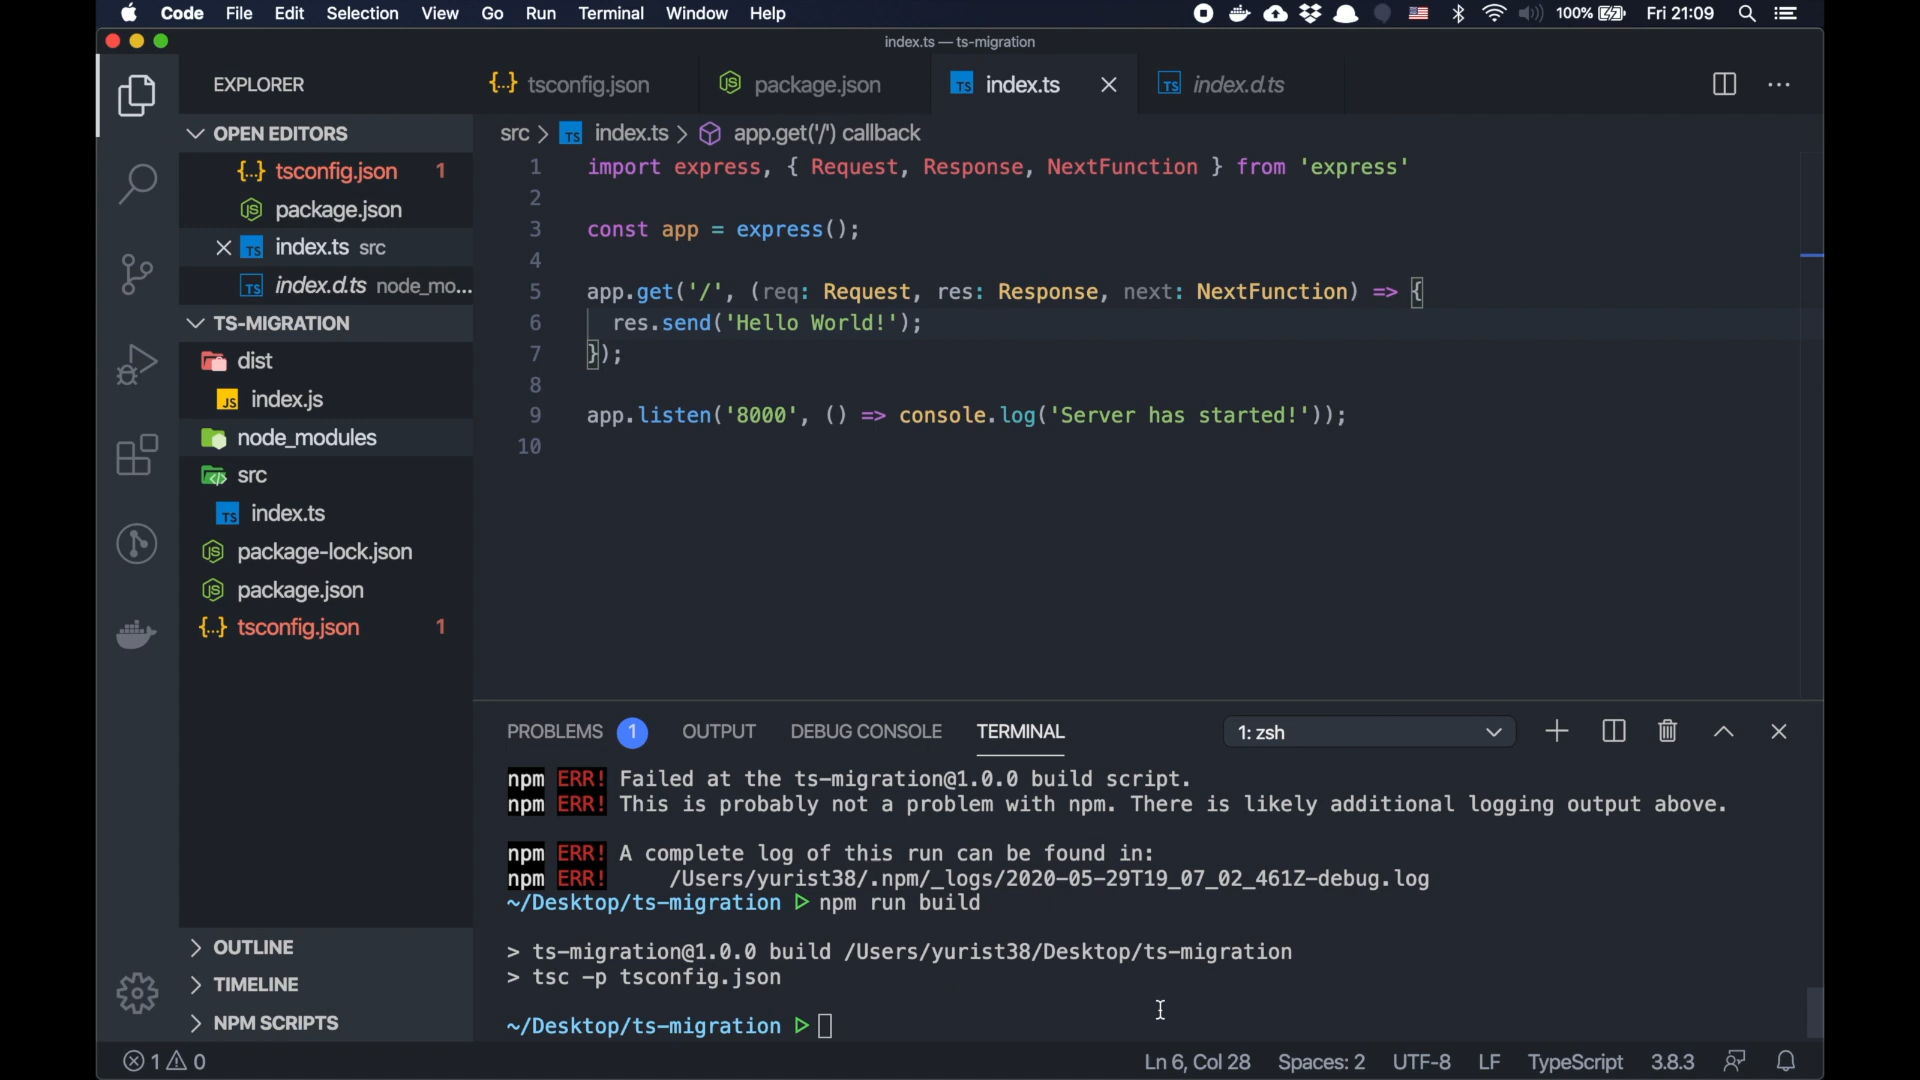 Code File Edit Selection View Go Run Terminal Window Help 100% Fri 21:09
index.ts — ts-migration
EXPLORER
{··} tsconfig.json package.json TS index.ts TS index.d.ts
OPEN EDITORS
{··} tsconfig.json 1
package.json
TS index.ts src
TS index.d.ts node_mo...
TS-MIGRATION
dist
JS index.js
node_modules
src
TS index.ts
package-lock.json
package.json
{··} tsconfig.json 1
OUTLINE
TIMELINE
NPM SCRIPTS
src > TS index.ts > app.get('/') callback
1 import express, { Request, Response, NextFunction } from 'express'
2
3 const app = express();
4
5 app.get('/', (req: Request, res: Response, next: NextFunction) => {
6 res.send('Hello World!');
7 });
8
9 app.listen('8000', () => console.log('Server has started!'));
10
PROBLEMS 1 OUTPUT DEBUG CONSOLE TERMINAL 1: zsh
npm ERR! Failed at the ts-migration@1.0.0 build script.
npm ERR! This is probably not a problem with npm. There is likely additional logging output above.
npm ERR! A complete log of this run can be found in:
npm ERR! /Users/yurist38/.npm/_logs/2020-05-29T19_07_02_461Z-debug.log
~/Desktop/ts-migration ▷ npm run build
> ts-migration@1.0.0 build /Users/yurist38/Desktop/ts-migration
> tsc -p tsconfig.json
~/Desktop/ts-migration ▷
1 0 Ln 6, Col 28 Spaces: 2 UTF-8 LF TypeScript 3.8.3